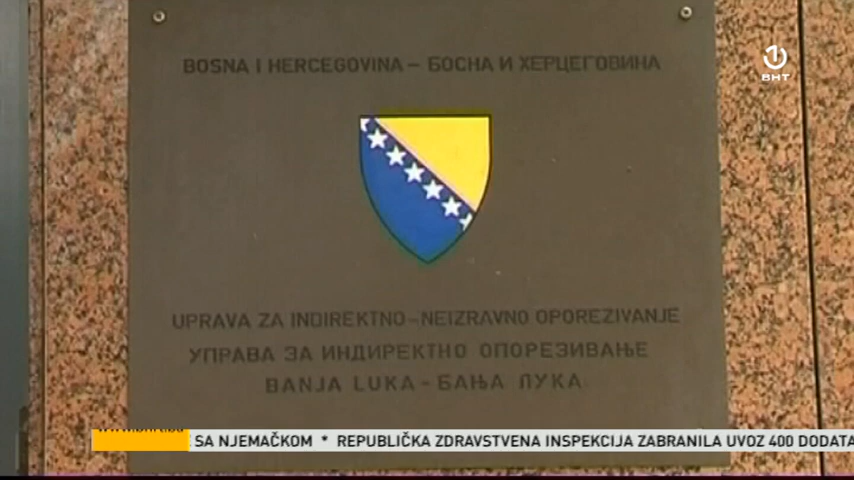 BOSNA I HERCEGOVINA – БОСНА И ХЕРЦЕГОВИНА
BHT
UPRAVA ZA INDIREKTNO–NEIZRAVNO OPOREZIVANJE
УПРАВА ЗА ИНДИРЕКТНО ОПОРЕЗИВАЊЕ
BANJA LUKA – БАЊА ЛУКА
SA NJEMAČKOM * REPUBLIČKA ZDRAVSTVENA INSPEKCIJA ZABRANILA UVOZ 400 DODATA